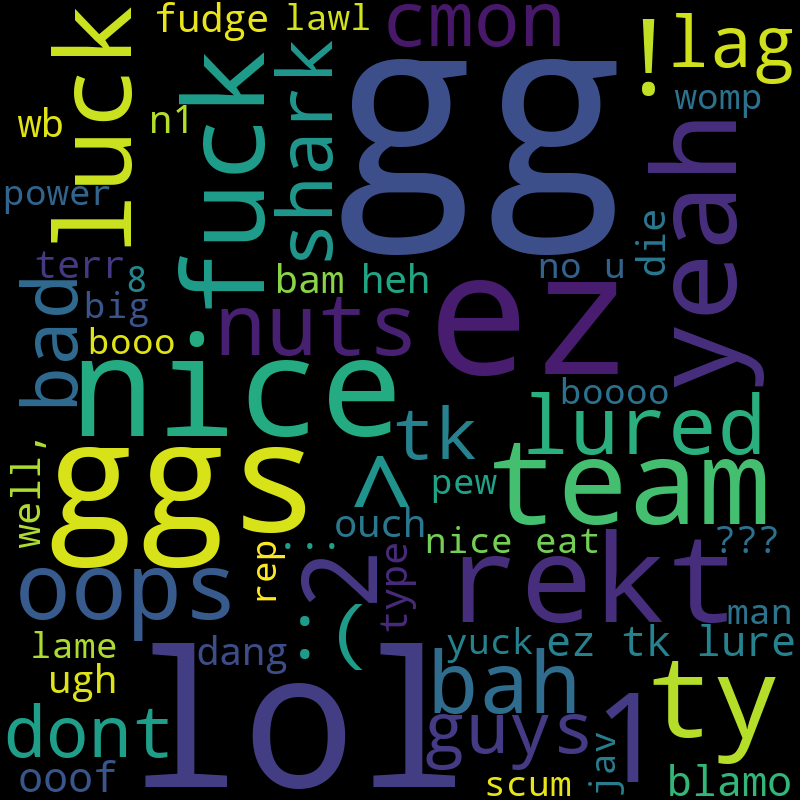 fudge
lawl
cmon
luck
fuck
shark
gg
!
lag
womp
wb
n1
power
yeah
die
terr
8
bam
heh
no u
bad
big
nuts
ez
booo
.
nice
boooo
tk
lured
well,
ggs
^
pew
team
ouch
...
nice eat
???
oops
rep
2
type
rekt
man
:(
lame
dang
yuck
ez tk lure
ugh
lol
bah
ty
dont
guys
1
jav
ooof
scum
blamo